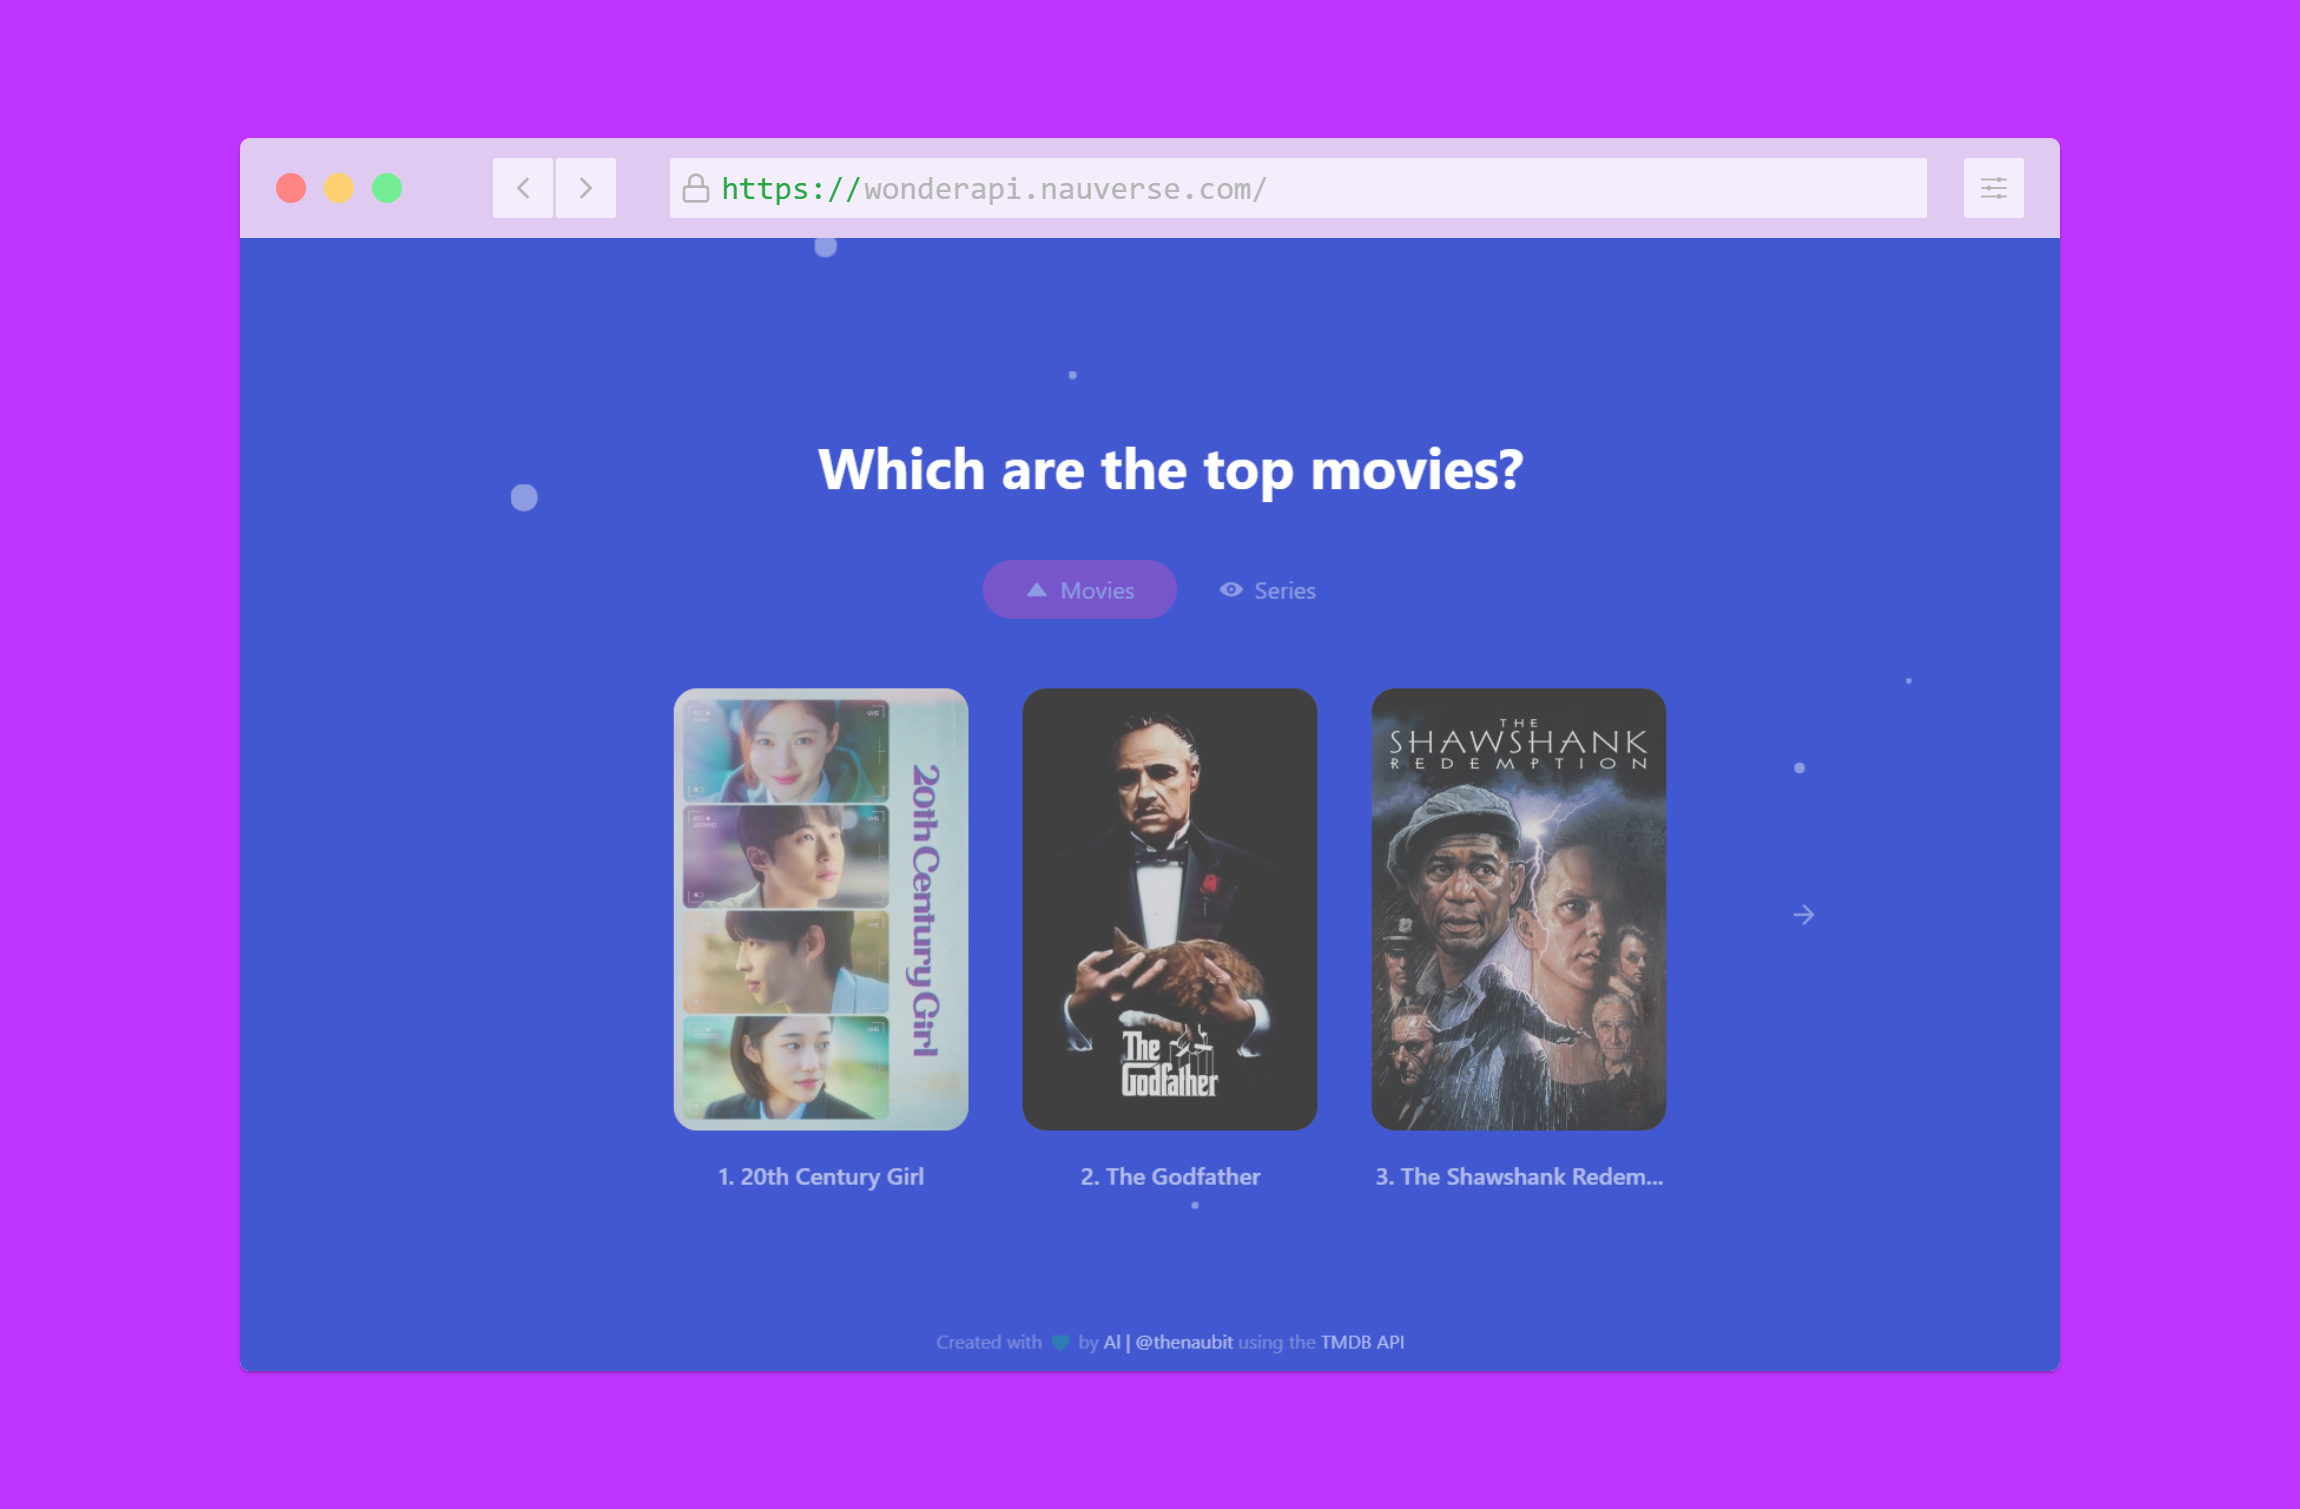 https://wonderapi.nauverse.com/
Which are the top movies?
Movies
Series
20th Century Girl
The
Godfather
THE
SHAWSHANK
REDEMPTION
1. 20th Century Girl
2. The Godfather
3. The Shawshank Redem...
Created with by Al | @thenaubit using the TMDB API